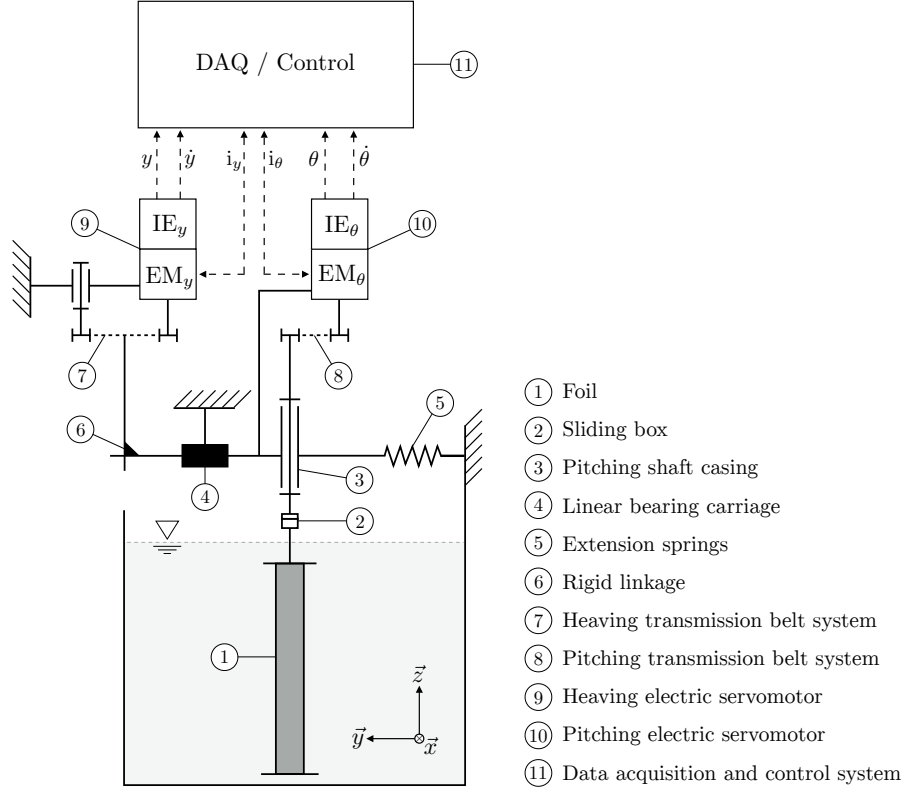 DAQ / Control
11
y ẏ i_y i_θ θ θ̇
9 IE_y IE_θ 10
EM_y EM_θ
7 8
6 5
3
4
2
1
z⃗
y⃗ x⃗
1 Foil
2 Sliding box
3 Pitching shaft casing
4 Linear bearing carriage
5 Extension springs
6 Rigid linkage
7 Heaving transmission belt system
8 Pitching transmission belt system
9 Heaving electric servomotor
10 Pitching electric servomotor
11 Data acquisition and control system